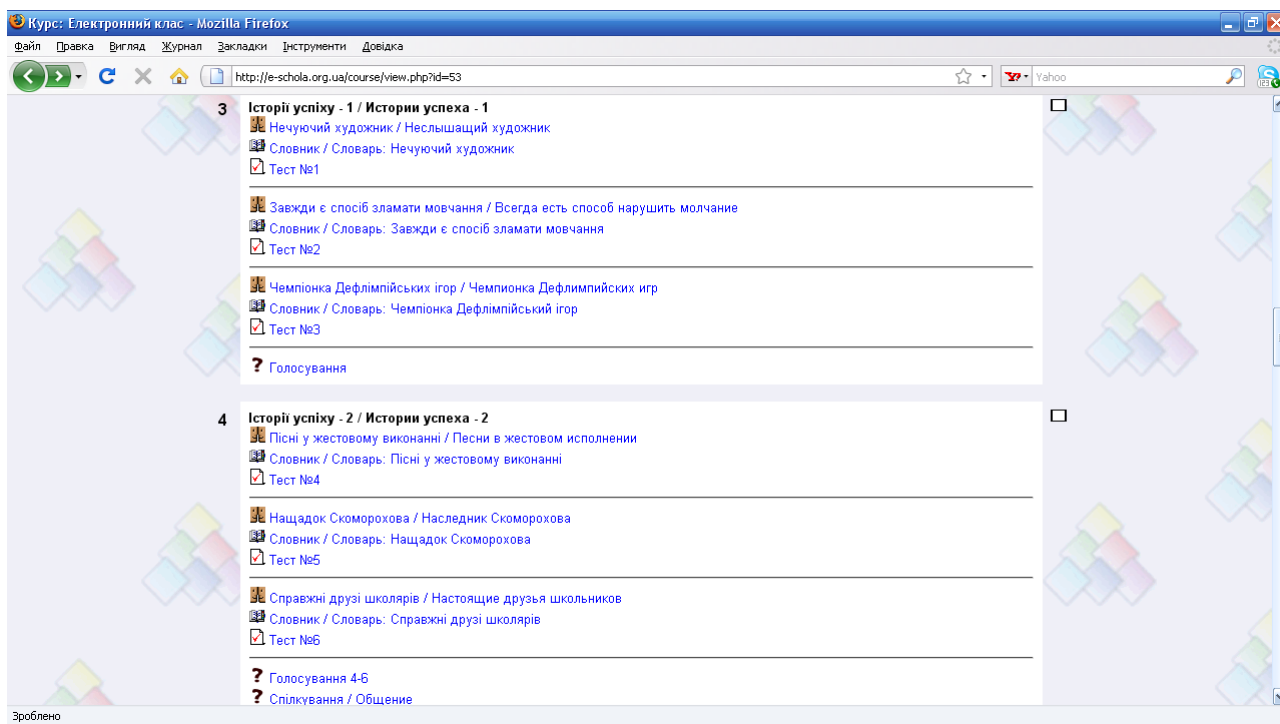 Курс: Електронний клас - Mozilla Firefox
Файл Правка Вигляд Журнал Закладки Інструменти Довідка
http://e-schola.org.ua/course/view.php?id=53 Yahoo
3 Історії успіху - 1 / Истории успеха - 1
Нечуючий художник / Неслышащий художник
Словник / Словарь: Нечуючий художник
Тест №1
Завжди є спосіб зламати мовчання / Всегда есть способ нарушить молчание
Словник / Словарь: Завжди є спосіб зламати мовчання
Тест №2
Чемпіонка Дефлімпійських ігор / Чемпионка Дефлимпийских игр
Словник / Словарь: Чемпіонка Дефлімпійський ігор
Тест №3
? Голосування
4 Історії успіху - 2 / Истории успеха - 2
Пісні у жестовому виконанні / Песни в жестовом исполнении
Словник / Словарь: Пісні у жестовому виконанні
Тест №4
Нащадок Скоморохова / Наследник Скоморохова
Словник / Словарь: Нащадок Скоморохова
Тест №5
Справжні друзі школярів / Настоящие друзья школьников
Словник / Словарь: Справжні друзі школярів
Тест №6
? Голосування 4-6
? Спілкування / Общение
Зроблено